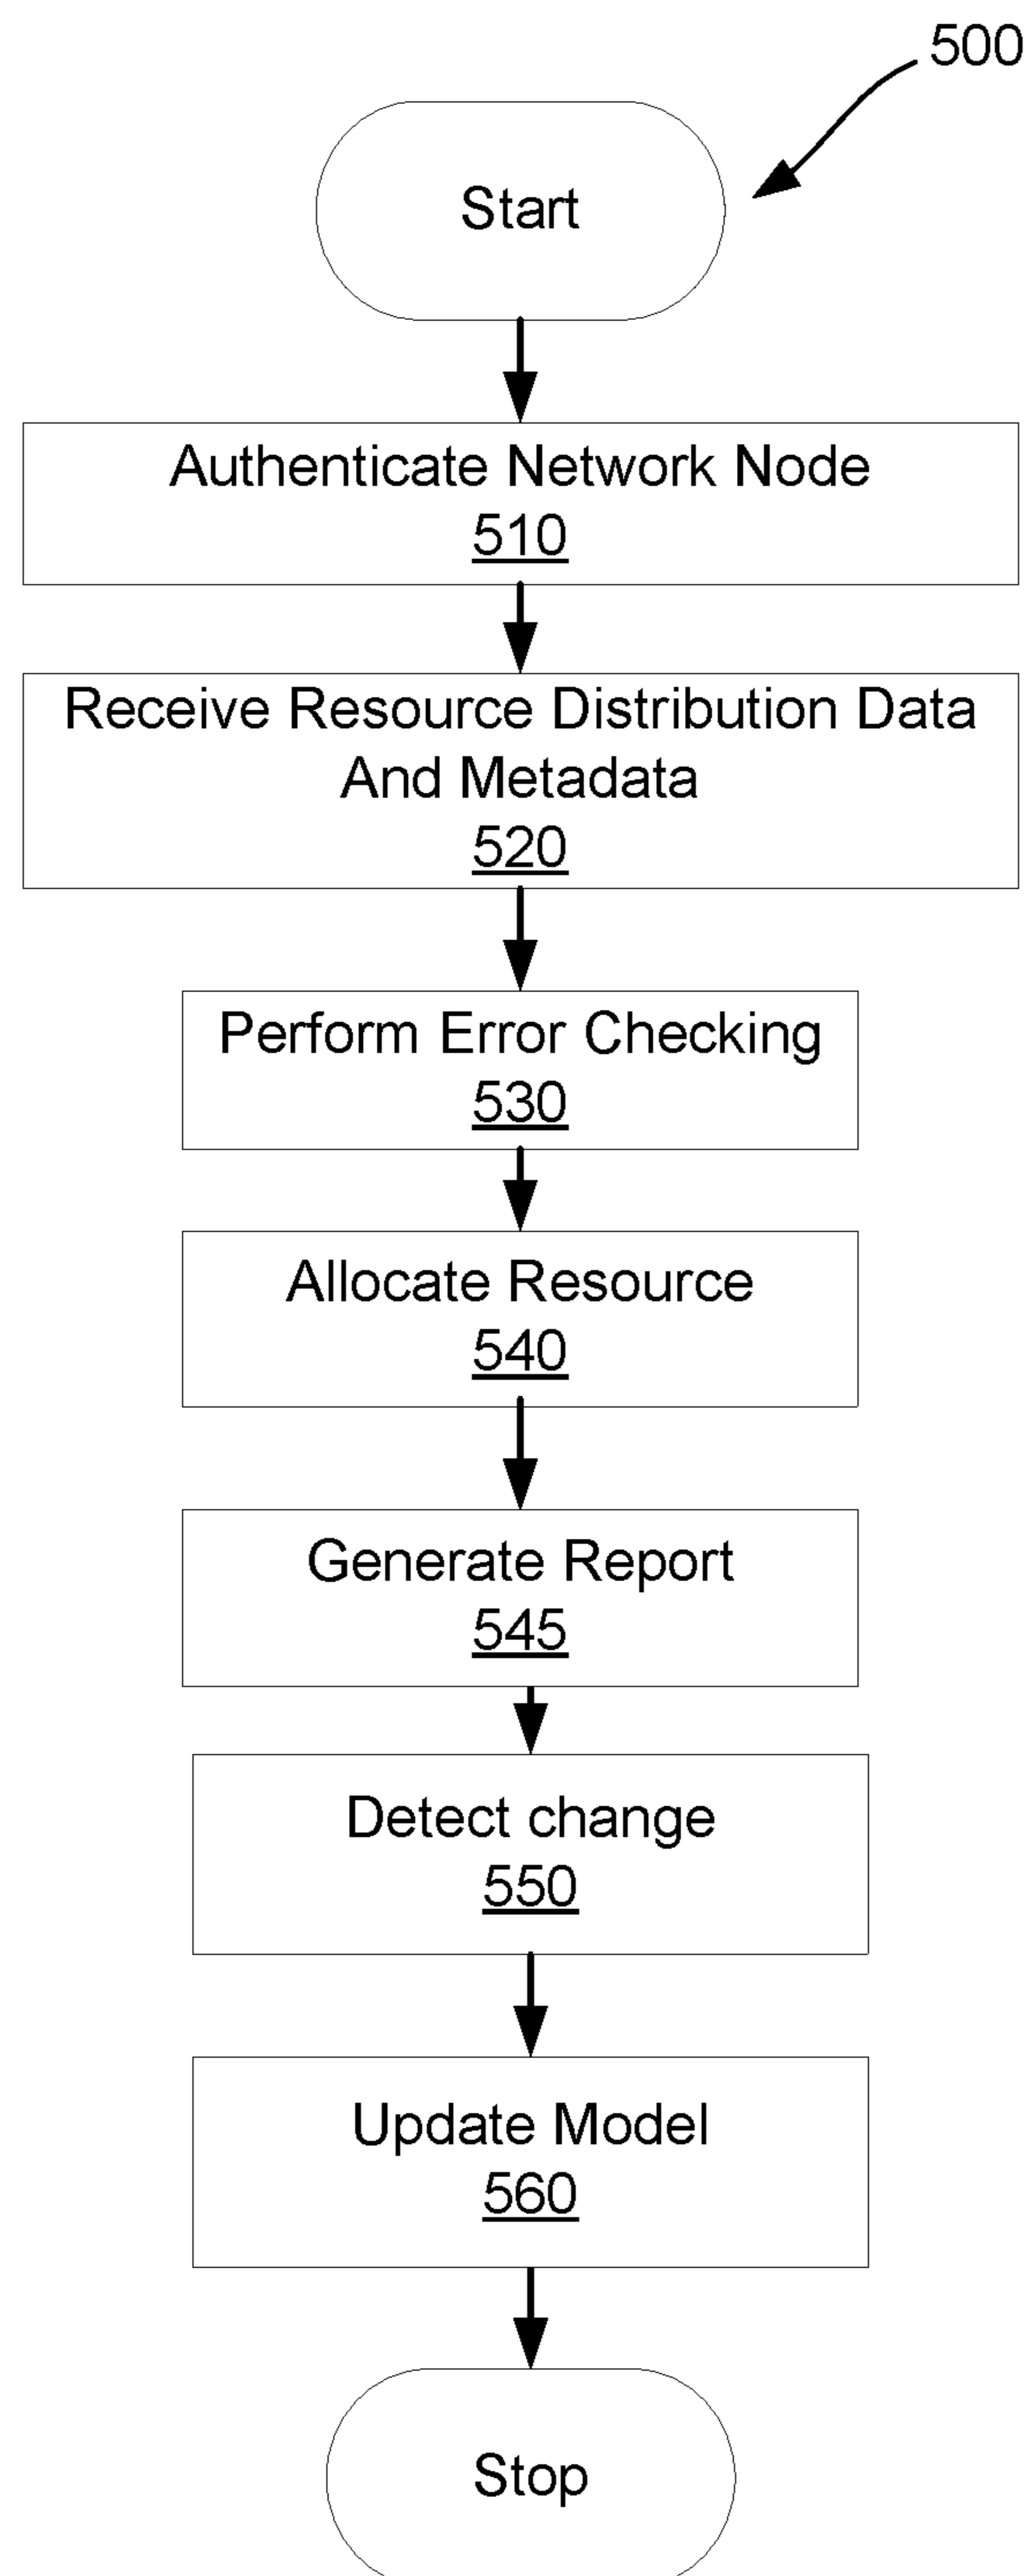 500
Start
Authenticate Network Node
510
Receive Resource Distribution Data
And Metadata
520
Perform Error Checking
530
Allocate Resource
540
Generate Report
545
Detect change
550
Update Model
560
Stop